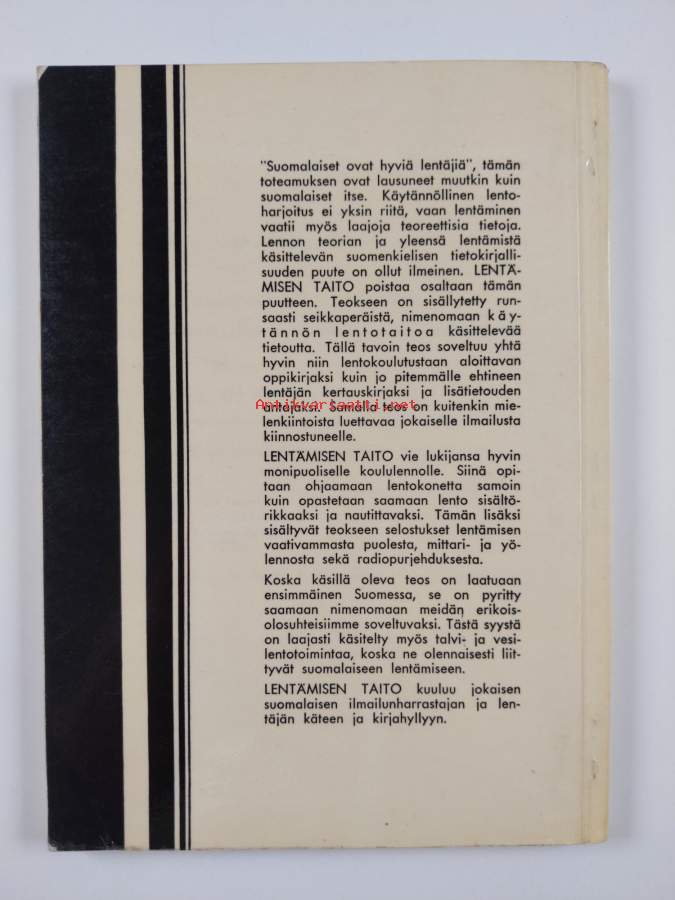 "Suomalaiset ovat hyviä lentäjiä", tämän
toteamuksen ovat lausuneet muutkin kuin
suomalaiset itse. Käytännöllinen lento-
harjoitus ei yksin riitä, vaan lentäminen
vaatii myös laajoja teoreettisia tietoja.
Lennon teorian ja yleensä lentämistä
käsittelevän suomenkielisen tietokirjalli-
suuden puute on ollut ilmeinen. LENTÄ-
MISEN TAITO poistaa osaltaan tämän
puutteen. Teokseen on sisällytetty run-
saasti seikkaperäistä, nimenomaan käy-
tännön lentotaitoa käsittelevää
tietoutta. Tällä tavoin teos soveltuu yhtä
hyvin niin lentokoulutustaan aloittavan
oppikirjaksi kuin jo pitemmälle ehtineen
lentäjän kertauskirjaksi ja lisätietouden
antajaksi. Samalla teos on kuitenkin mie-
Antikvariaatti.net
lenkiintoista luettavaa jokaiselle ilmailusta
kiinnostuneelle.
LENTÄMISEN TAITO vie lukijansa hyvin
monipuoliselle koululennolle. Siinä opi-
taan ohjaamaan lentokonetta samoin
kuin opastetaan saamaan lento sisältö-
rikkaaksi ja nautittavaksi. Tämän lisäksi
sisältyvät teokseen selostukset lentämisen
vaativammasta puolesta, mittari- ja yö-
lennosta sekä radiopurjehduksesta.
Koska käsillä oleva teos on laatuaan
ensimmäinen Suomessa, se on pyritty
saamaan nimenomaan meidän erikois-
olosuhteisiimme soveltuvaksi. Tästä syystä
on laajasti käsitelty myös talvi- ja vesi-
lentotoimintaa, koska ne olennaisesti liit-
tyvät suomalaiseen lentämiseen.
LENTÄMISEN TAITO kuuluu jokaisen
suomalaisen ilmailunharrastajan ja len-
täjän käteen ja kirjahyllyyn.